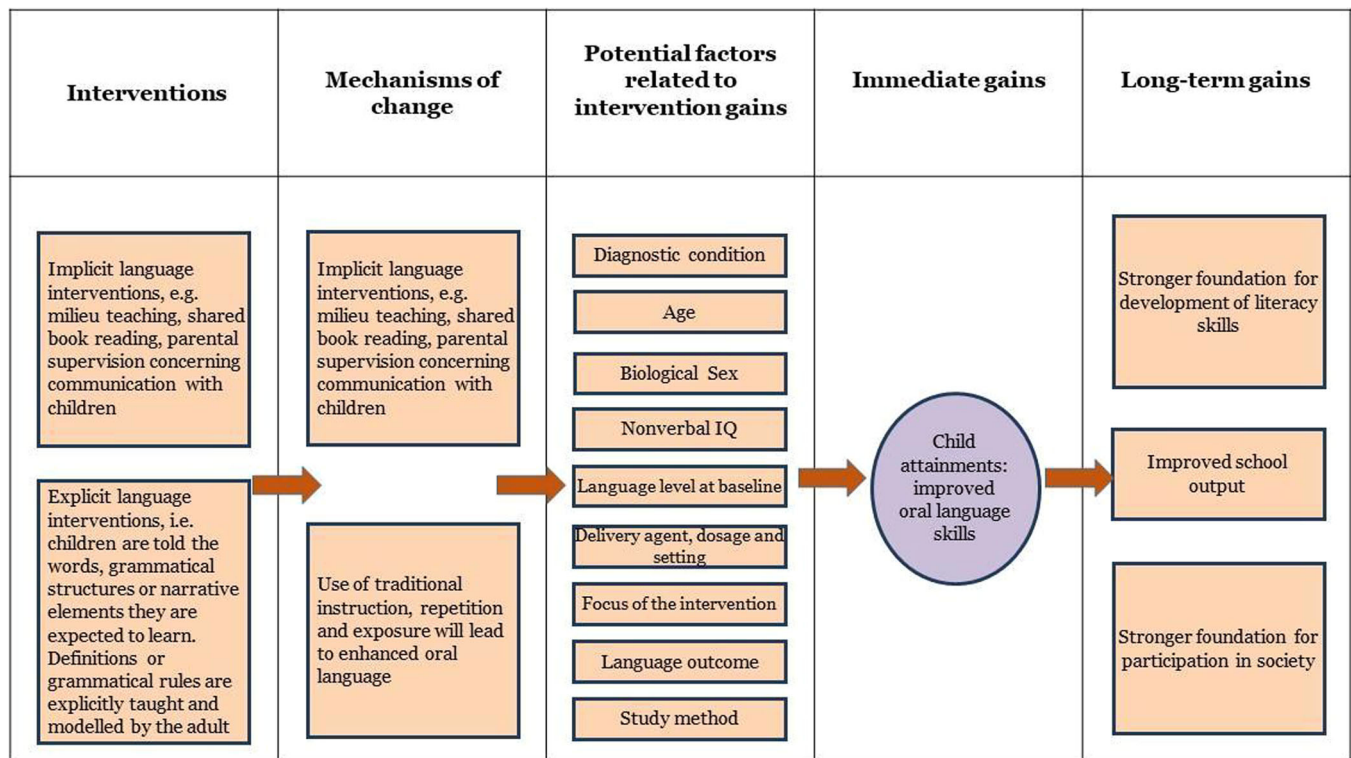 Interventions
Mechanisms of
change
Potential factors
related to
intervention gains
Immediate gains
Long-term gains
Implicit language
interventions, e.g.
milieu teaching, shared
book reading, parental
supervision concerning
communication with
children
Explicit language
interventions, i.e.
children are told the
words, grammatical
structures or narrative
elements they are
expected to learn.
Definitions or
grammatical rules are
explicitly taught and
modelled by the adult
Implicit language
interventions, e.g.
milieu teaching, shared
book reading, parental
supervision concerning
communication with
children
Use of traditional
instruction, repetition
and exposure will lead
to enhanced oral
language
Diagnostic condition
Age
Biological Sex
Nonverbal IQ
Language level at baseline
Delivery agent, dosage and
setting
Focus of the intervention
Language outcome
Study method
Child
attainments:
improved
oral language
skills
Stronger foundation for
development of literacy
skills
Improved school
output
Stronger foundation for
participation in society